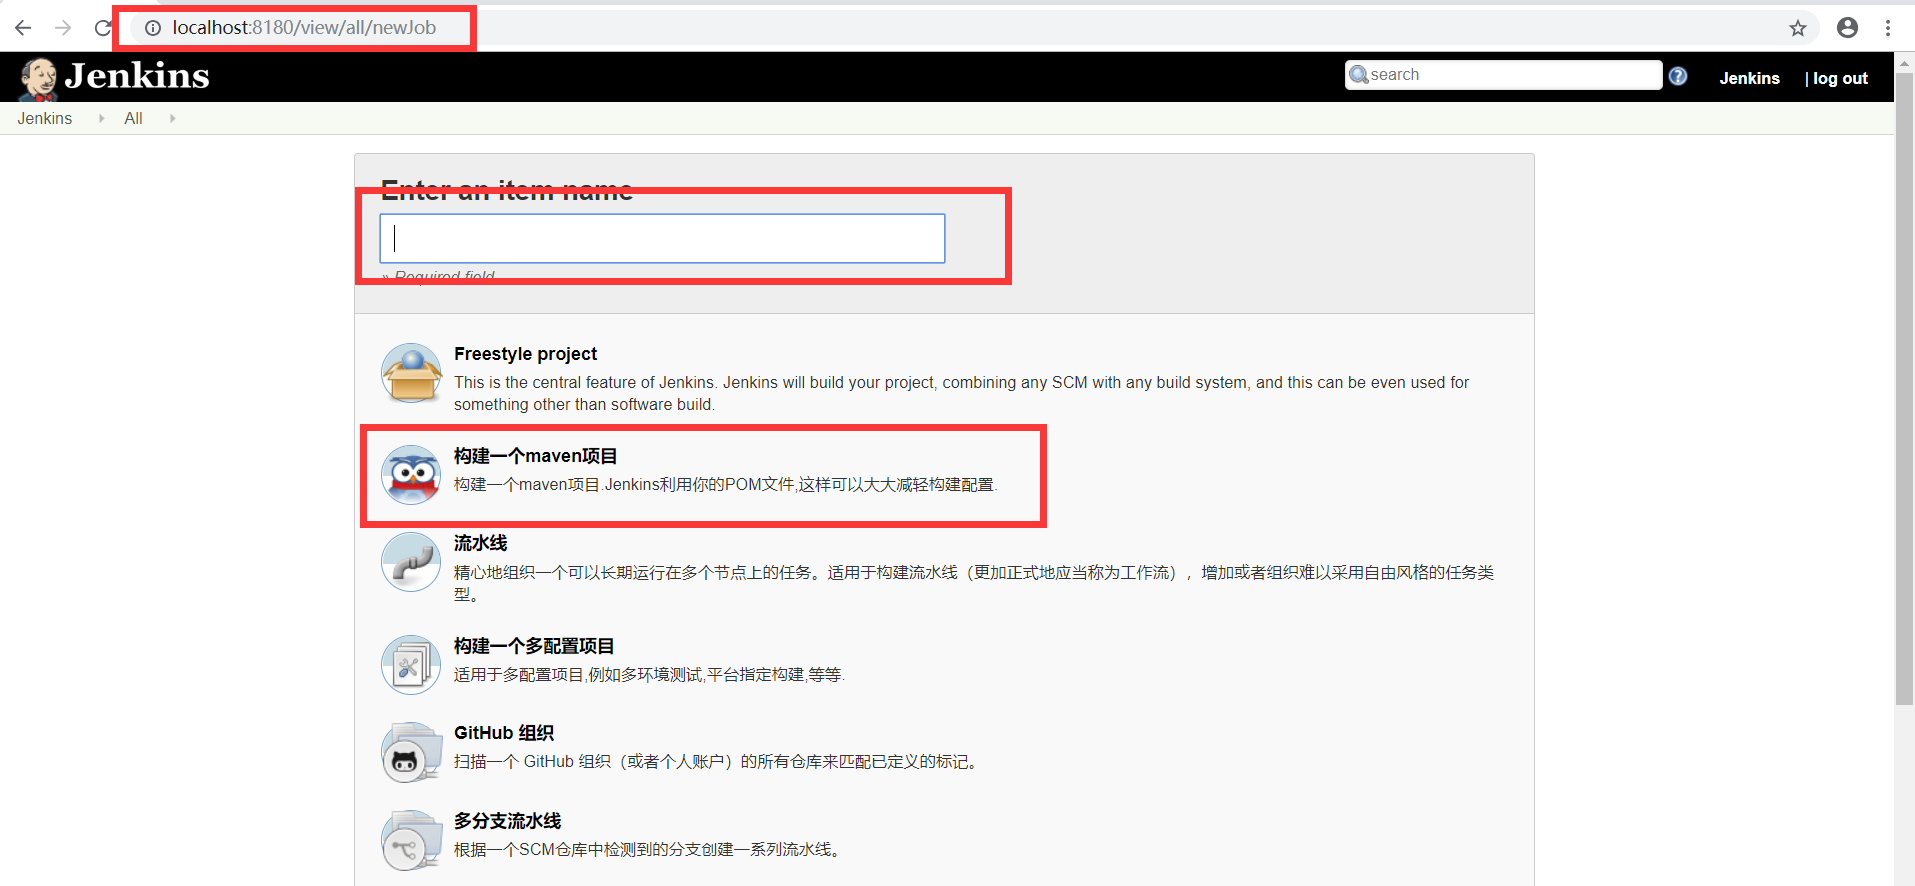 localhost:8180/view/all/newJob
Jenkins
search
Jenkins
| log out
Jenkins
All
Enter an item name
» Required field
Freestyle project
This is the central feature of Jenkins. Jenkins will build your project, combining any SCM with any build system, and this can be even used for
something other than software build.
构建一个maven项目
构建一个maven项目.Jenkins利用你的POM文件,这样可以大大减轻构建配置.
流水线
精心地组织一个可以长期运行在多个节点上的任务。适用于构建流水线（更加正式地应当称为工作流），增加或者组织难以采用自由风格的任务类
型。
构建一个多配置项目
适用于多配置项目,例如多环境测试,平台指定构建,等等.
GitHub 组织
扫描一个 GitHub 组织（或者个人账户）的所有仓库来匹配已定义的标记。
多分支流水线
根据一个SCM仓库中检测到的分支创建一系列流水线。